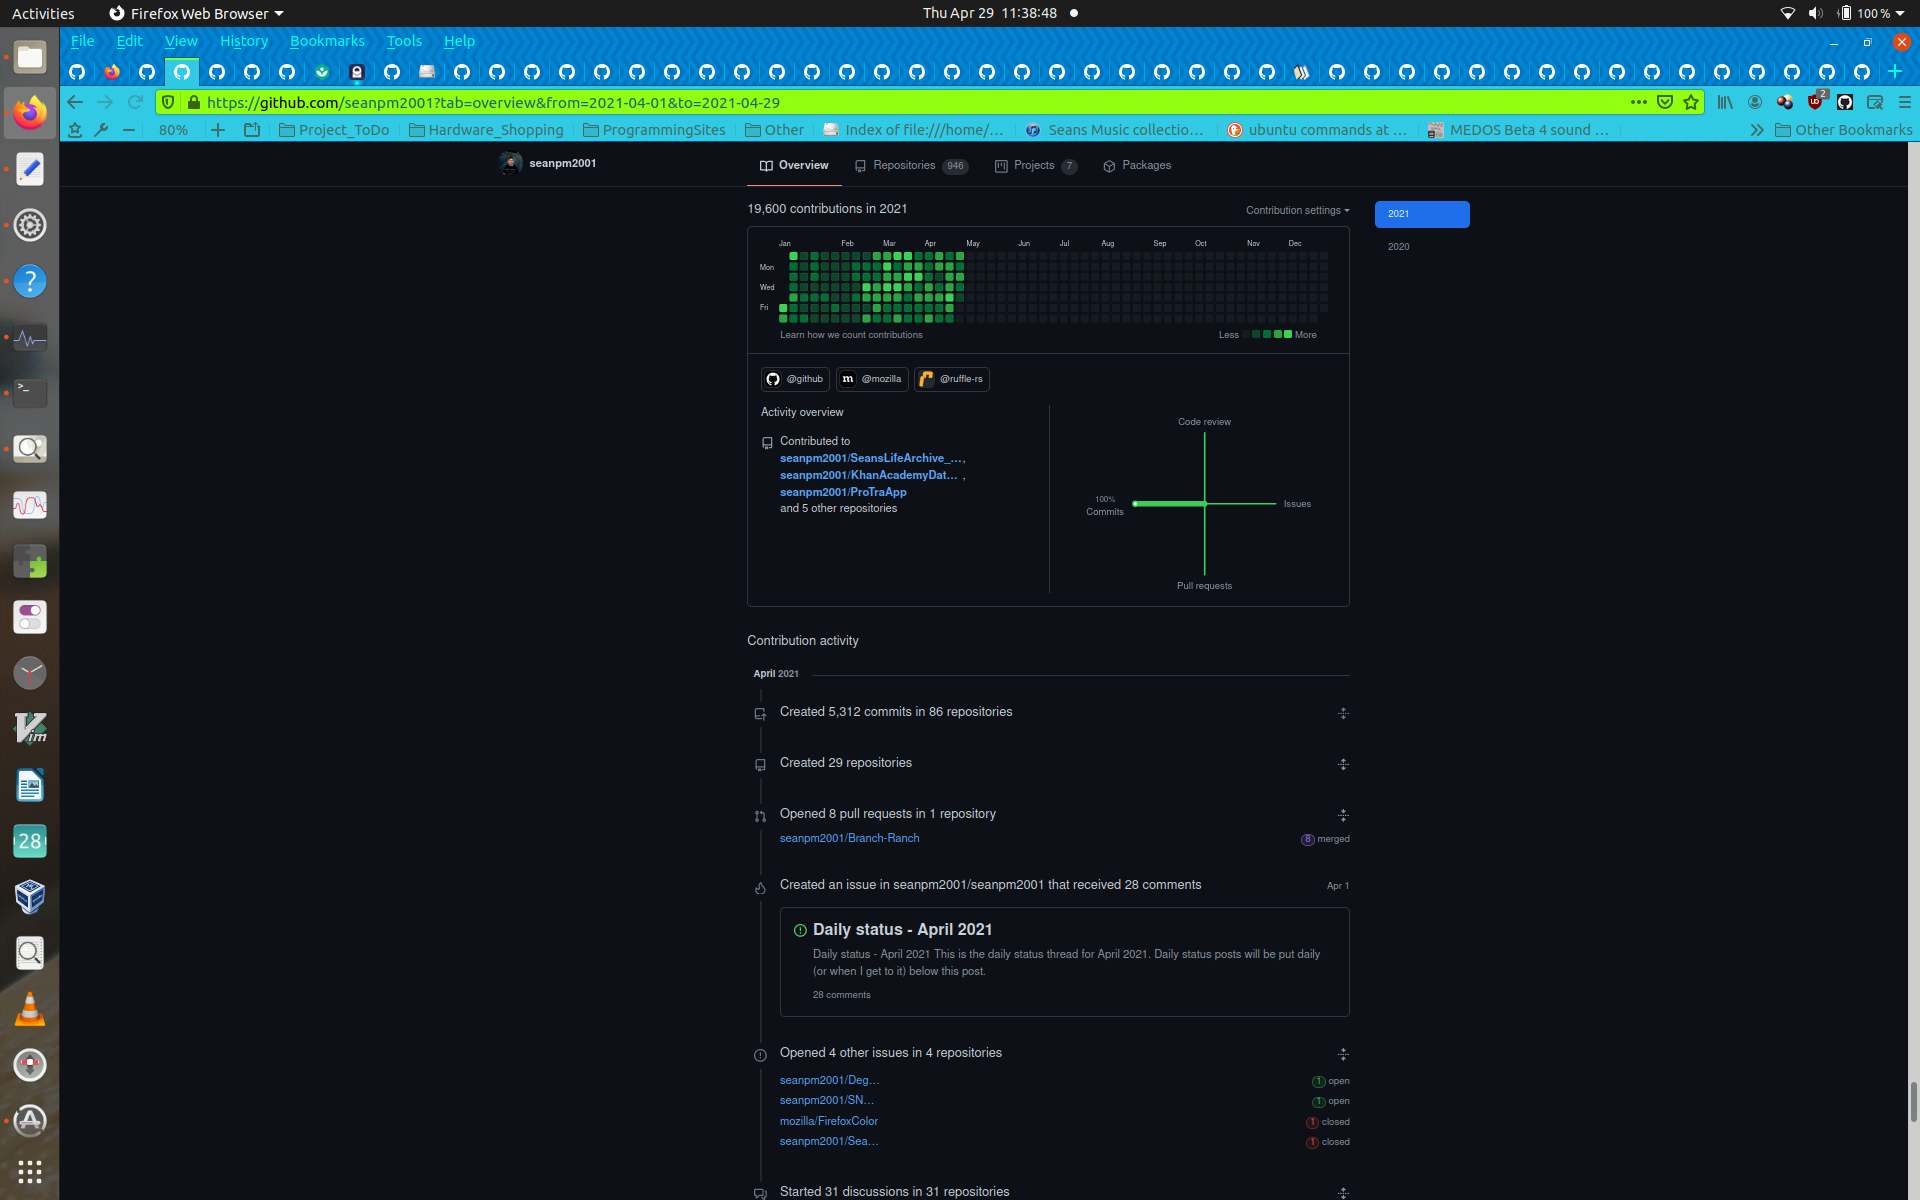 Activities
Firefox Web Browser
Thu Apr 29 11:38:48
100 %
File Edit View History Bookmarks Tools Help
https://github.com/seanpm2001?tab=overview&from=2021-04-01&to=2021-04-29
2
80%
Project_ToDo
Hardware_Shopping
ProgrammingSites
Other
Index of file:///home/…
Seans Music collectio…
ubuntu commands at …
MEDOS Beta 4 sound …
Other Bookmarks
seanpm2001
Overview
Repositories 946
Projects 7
Packages
19,600 contributions in 2021
Contribution settings
2021
2020
Jan Feb Mar Apr May Jun Jul Aug Sep Oct Nov Dec
Mon
Wed
Fri
Learn how we count contributions
Less
More
@github
@mozilla
@ruffle-rs
Activity overview
Contributed to
seanpm2001/SeansLifeArchive_…,
seanpm2001/KhanAcademyDat… ,
seanpm2001/ProTraApp
and 5 other repositories
Code review
100%
Commits
Issues
Pull requests
Contribution activity
April 2021
Created 5,312 commits in 86 repositories
Created 29 repositories
Opened 8 pull requests in 1 repository
seanpm2001/Branch-Ranch
8 merged
Created an issue in seanpm2001/seanpm2001 that received 28 comments
Apr 1
Daily status - April 2021
Daily status - April 2021 This is the daily status thread for April 2021. Daily status posts will be put daily
(or when I get to it) below this post.
28 comments
Opened 4 other issues in 4 repositories
seanpm2001/Deg…
1 open
seanpm2001/SN…
1 open
mozilla/FirefoxColor
1 closed
seanpm2001/Sea…
1 closed
Started 31 discussions in 31 repositories
28
Vim